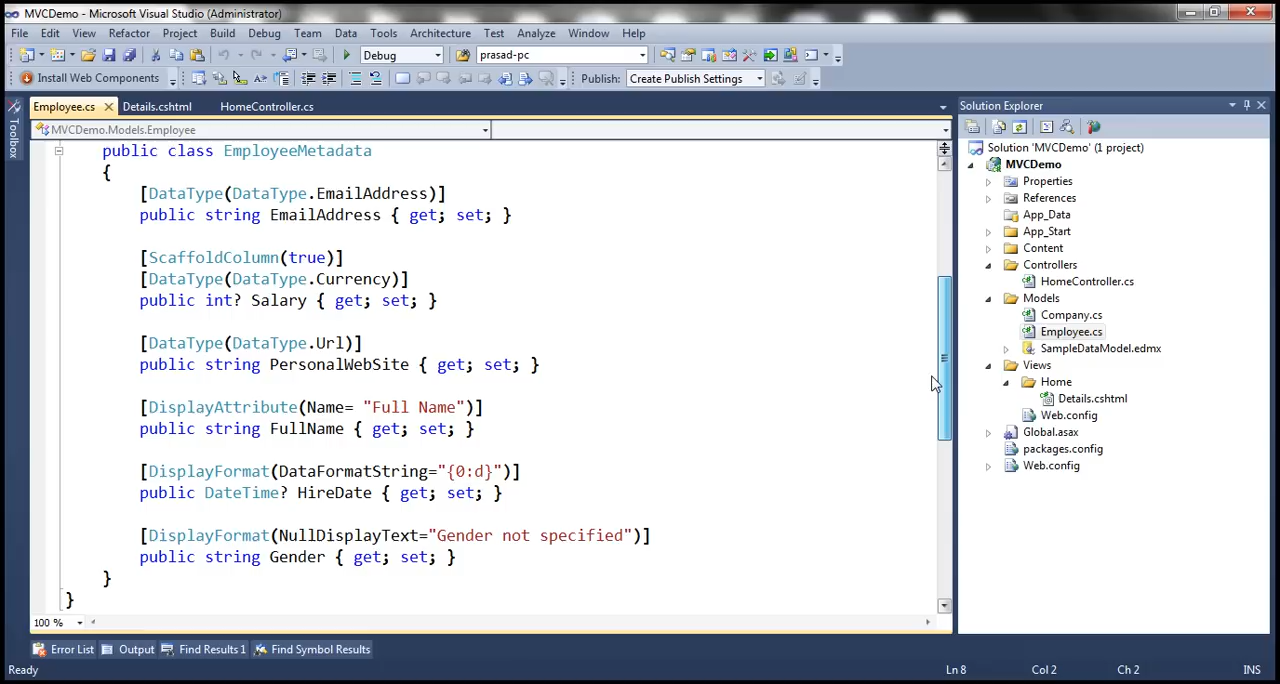 MVCDemo - Microsoft Visual Studio (Administrator)
File Edit View Refactor Project Build Debug Team Data Tools Architecture Test Analyze Window Help
Debug prasad-pc
Install Web Components Publish: Create Publish Settings
Employee.cs Details.cshtml HomeController.cs
MVCDemo.Models.Employee
Toolbox
public class EmployeeMetadata
{
[DataType(DataType.EmailAddress)]
public string EmailAddress { get; set; }
[ScaffoldColumn(true)]
[DataType(DataType.Currency)]
public int? Salary { get; set; }
[DataType(DataType.Url)]
public string PersonalWebSite { get; set; }
[DisplayAttribute(Name= "Full Name")]
public string FullName { get; set; }
[DisplayFormat(DataFormatString="{0:d}")]
public DateTime? HireDate { get; set; }
[DisplayFormat(NullDisplayText="Gender not specified")]
public string Gender { get; set; }
}
}
100 %
Solution Explorer
Solution 'MVCDemo' (1 project)
MVCDemo
Properties
References
App_Data
App_Start
Content
Controllers
HomeController.cs
Models
Company.cs
Employee.cs
SampleDataModel.edmx
Views
Home
Details.cshtml
Web.config
Global.asax
packages.config
Web.config
Error List Output Find Results 1 Find Symbol Results
Ready Ln 8 Col 2 Ch 2 INS